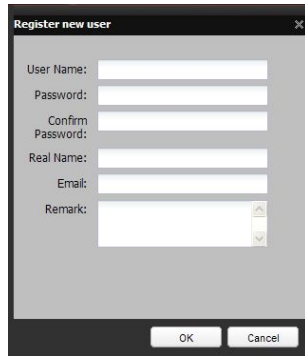 Register new user
User Name:
Password:
Confirm
Password:
Real Name:
Email:
Remark:
OK Cancel